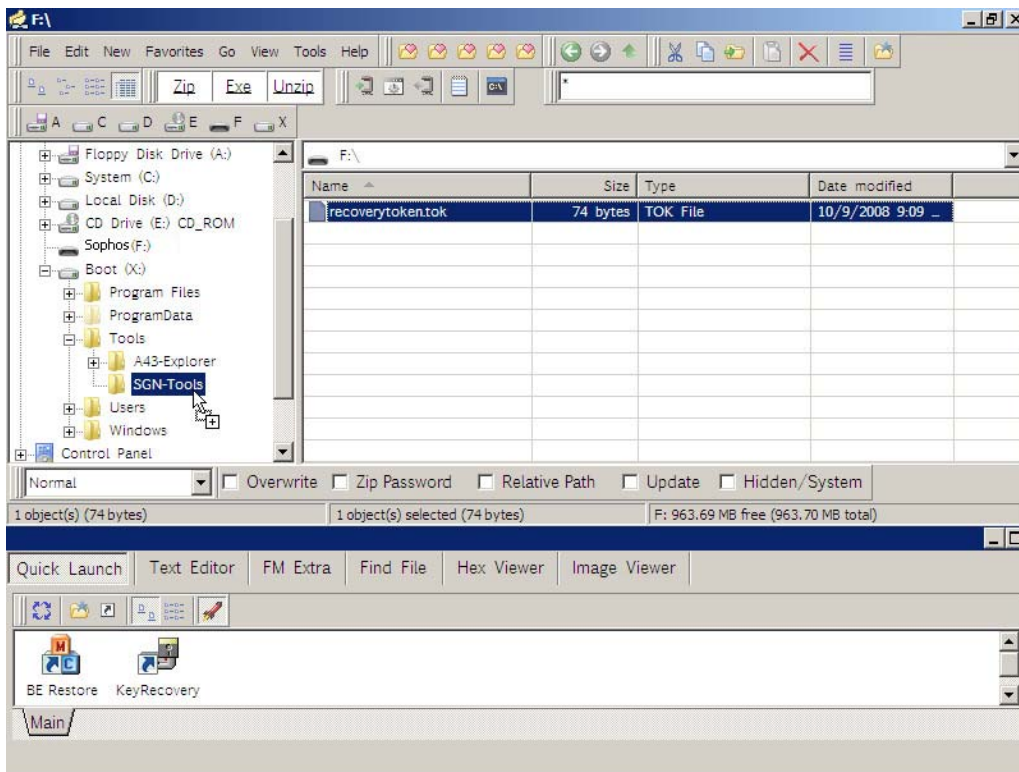 F:\
File Edit New Favorites Go View Tools Help
Zip Exe Unzip C:\ *
A C D E F X
Floppy Disk Drive (A:)
System (C:)
Local Disk (D:)
CD Drive (E:) CD_ROM
Sophos(F:)
Boot (X:)
Program Files
ProgramData
Tools
A43-Explorer
SGN-Tools
Users
Windows
Control Panel
F:\
Name Size Type Date modified
recoverytoken.tok 74 bytes TOK File 10/9/2008 9:09 ...
Normal Overwrite Zip Password Relative Path Update Hidden/System
1 object(s) (74 bytes) 1 object(s) selected (74 bytes) F: 963.69 MB free (963.70 MB total)
Quick Launch Text Editor FM Extra Find File Hex Viewer Image Viewer
BE Restore KeyRecovery
Main